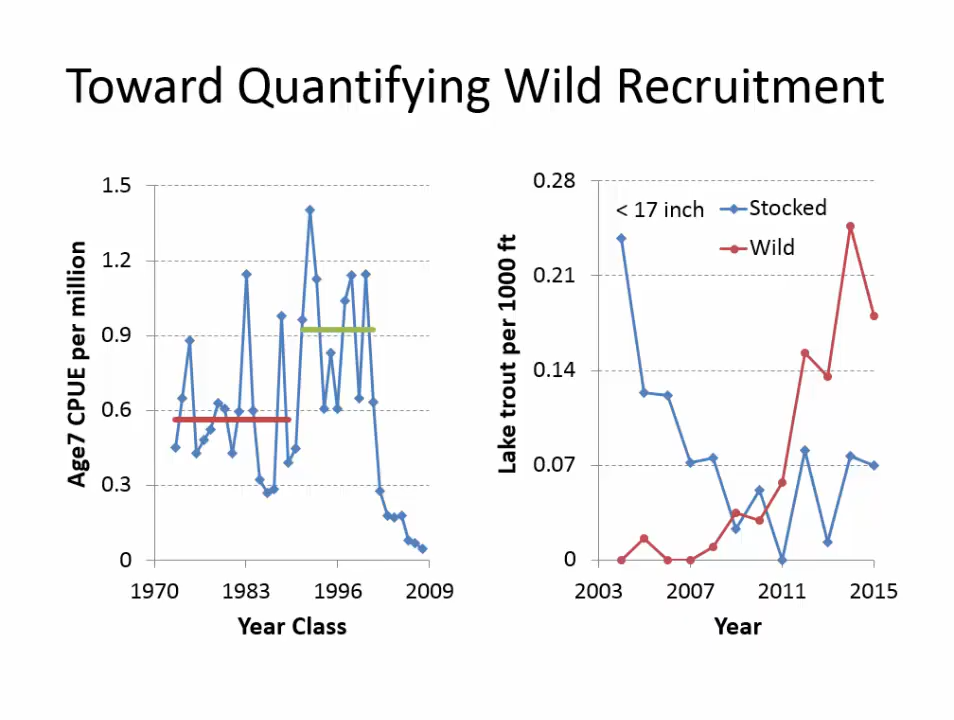 Toward Quantifying Wild Recruitment
Age7 CPUE per million
1.5
1.2
0.9
0.6
0.3
0
1970 1983 1996 2009
Year Class
Lake trout per 1000 ft
0.28
0.21
0.14
0.07
0
< 17 inch
Stocked
Wild
2003 2007 2011 2015
Year